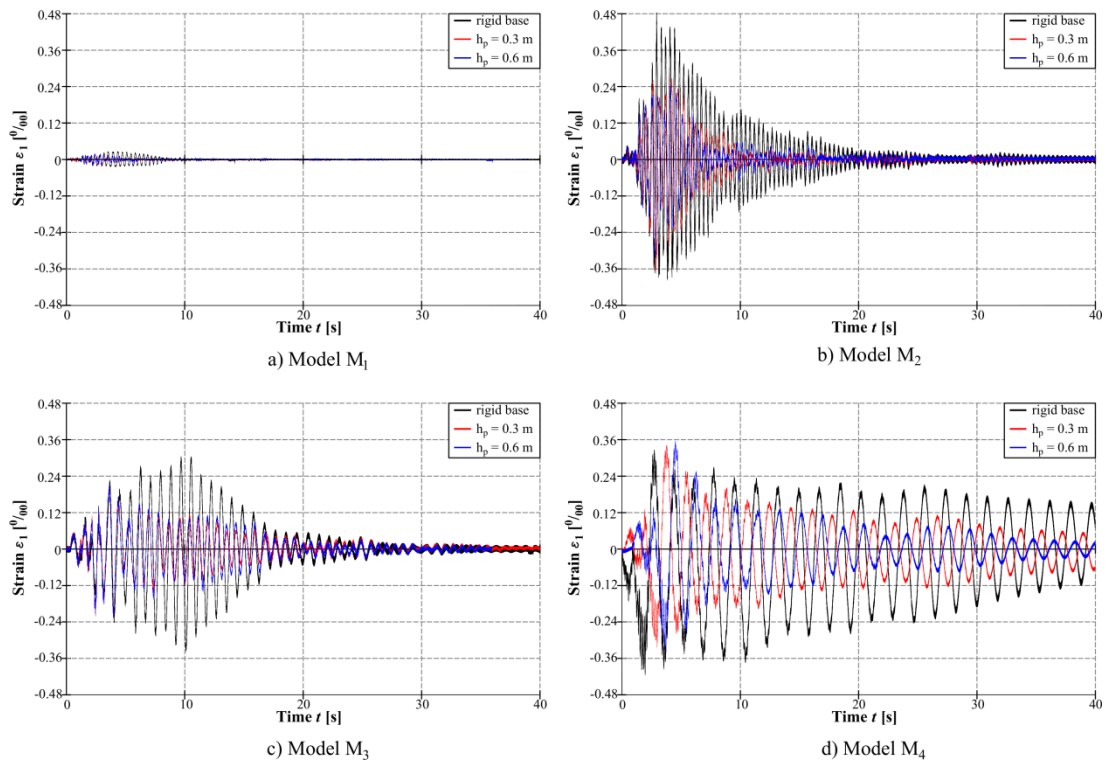 0.48
0.36
0.24
0.12
0
-0.12
-0.24
-0.36
-0.48
Strain ε₁ [⁰/₀₀]
rigid base
hₚ = 0.3 m
hₚ = 0.6 m
0 10 20 30 40
Time t [s]
a) Model M₁
0.48
0.36
0.24
0.12
0
-0.12
-0.24
-0.36
-0.48
Strain ε₁ [⁰/₀₀]
rigid base
hₚ = 0.3 m
hₚ = 0.6 m
0 10 20 30 40
Time t [s]
b) Model M₂
0.48
0.36
0.24
0.12
0
-0.12
-0.24
-0.36
-0.48
Strain ε₁ [⁰/₀₀]
rigid base
hₚ = 0.3 m
hₚ = 0.6 m
0 10 20 30 40
Time t [s]
c) Model M₃
0.48
0.36
0.24
0.12
0
-0.12
-0.24
-0.36
-0.48
Strain ε₁ [⁰/₀₀]
rigid base
hₚ = 0.3 m
hₚ = 0.6 m
0 10 20 30 40
Time t [s]
d) Model M₄